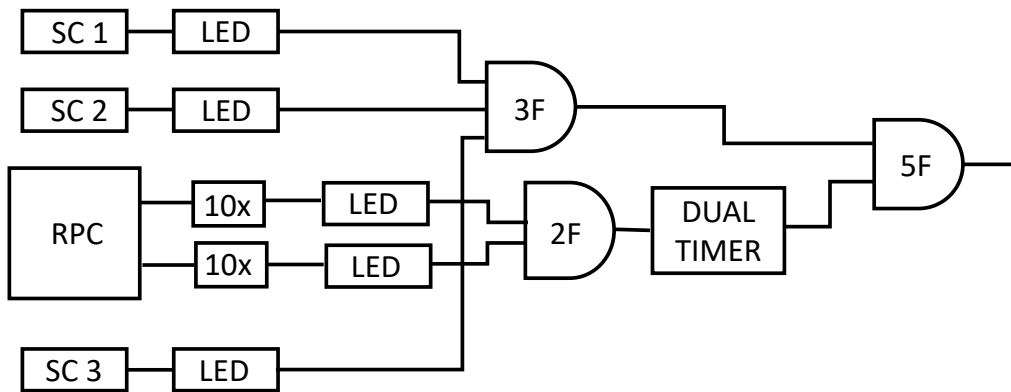 SC 1
LED
SC 2
LED
3F
5F
RPC
10x
LED
10x
LED
2F
DUAL
TIMER
SC 3
LED